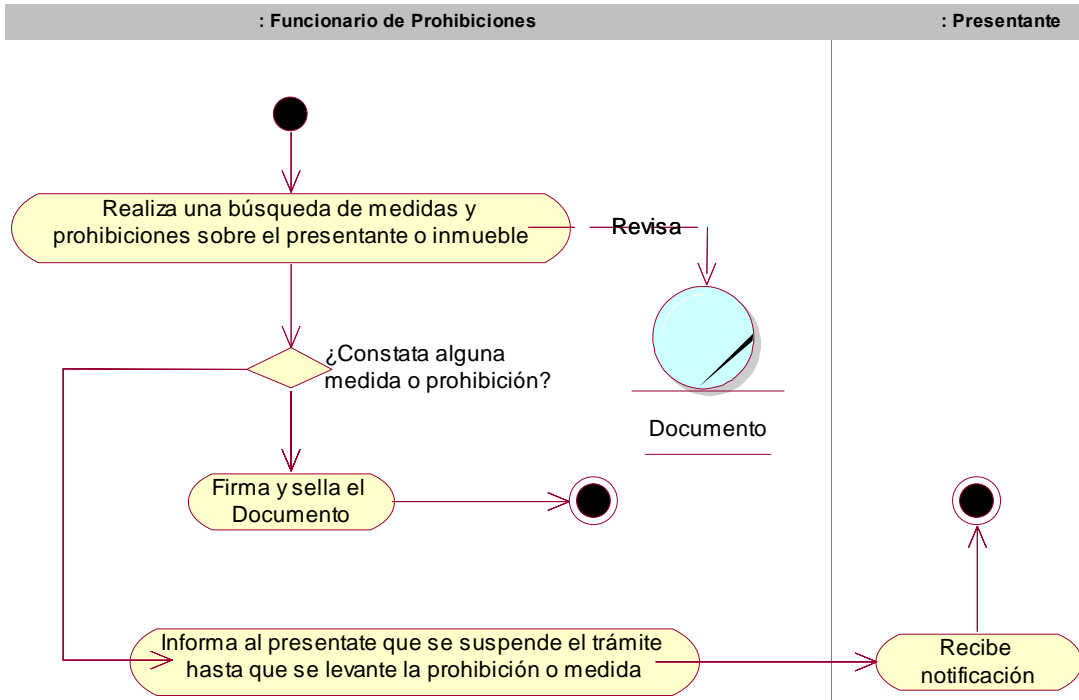 : Funcionario de Prohibiciones
: Presentante
Realiza una búsqueda de medidas y
prohibiciones sobre el presentante o inmueble
Revisa
¿Constata alguna
medida o prohibición?
Documento
Firma y sella el
Documento
Informa al presentate que se suspende el trámite
hasta que se levante la prohibición o medida
Recibe
notificación